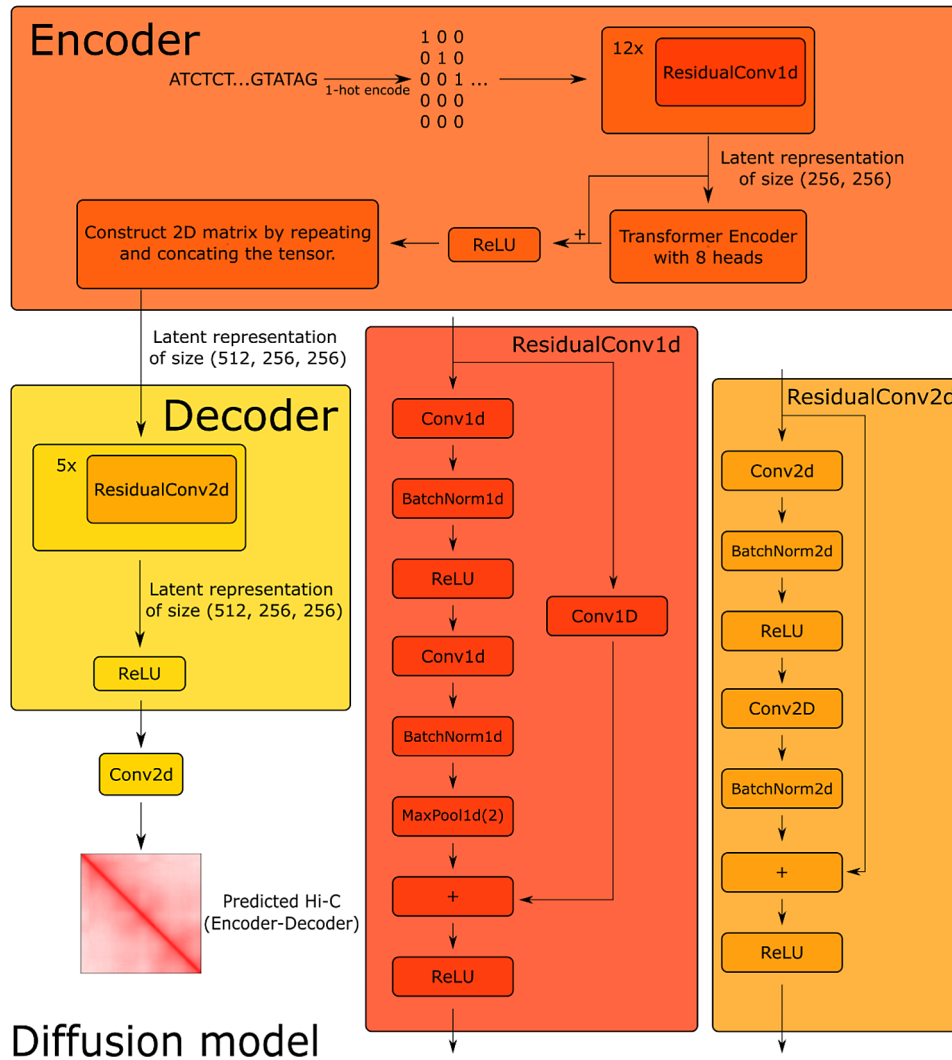 Encoder
ATCTCT...GTATAG
1-hot encode
1 0 0
0 1 0
0 0 1 ...
0 0 0
0 0 0
12x
ResidualConv1d
Latent representation
of size (256, 256)
Transformer Encoder
with 8 heads
+
ReLU
Construct 2D matrix by repeating
and concating the tensor.
Latent representation
of size (512, 256, 256)
Decoder
5x
ResidualConv2d
Latent representation
of size (512, 256, 256)
ReLU
Conv2d
Predicted Hi-C
(Encoder-Decoder)
ResidualConv1d
Conv1d
BatchNorm1d
ReLU
Conv1d
BatchNorm1d
MaxPool1d(2)
+
ReLU
Conv1D
ResidualConv2d
Conv2d
BatchNorm2d
ReLU
Conv2D
BatchNorm2d
+
ReLU
Diffusion model